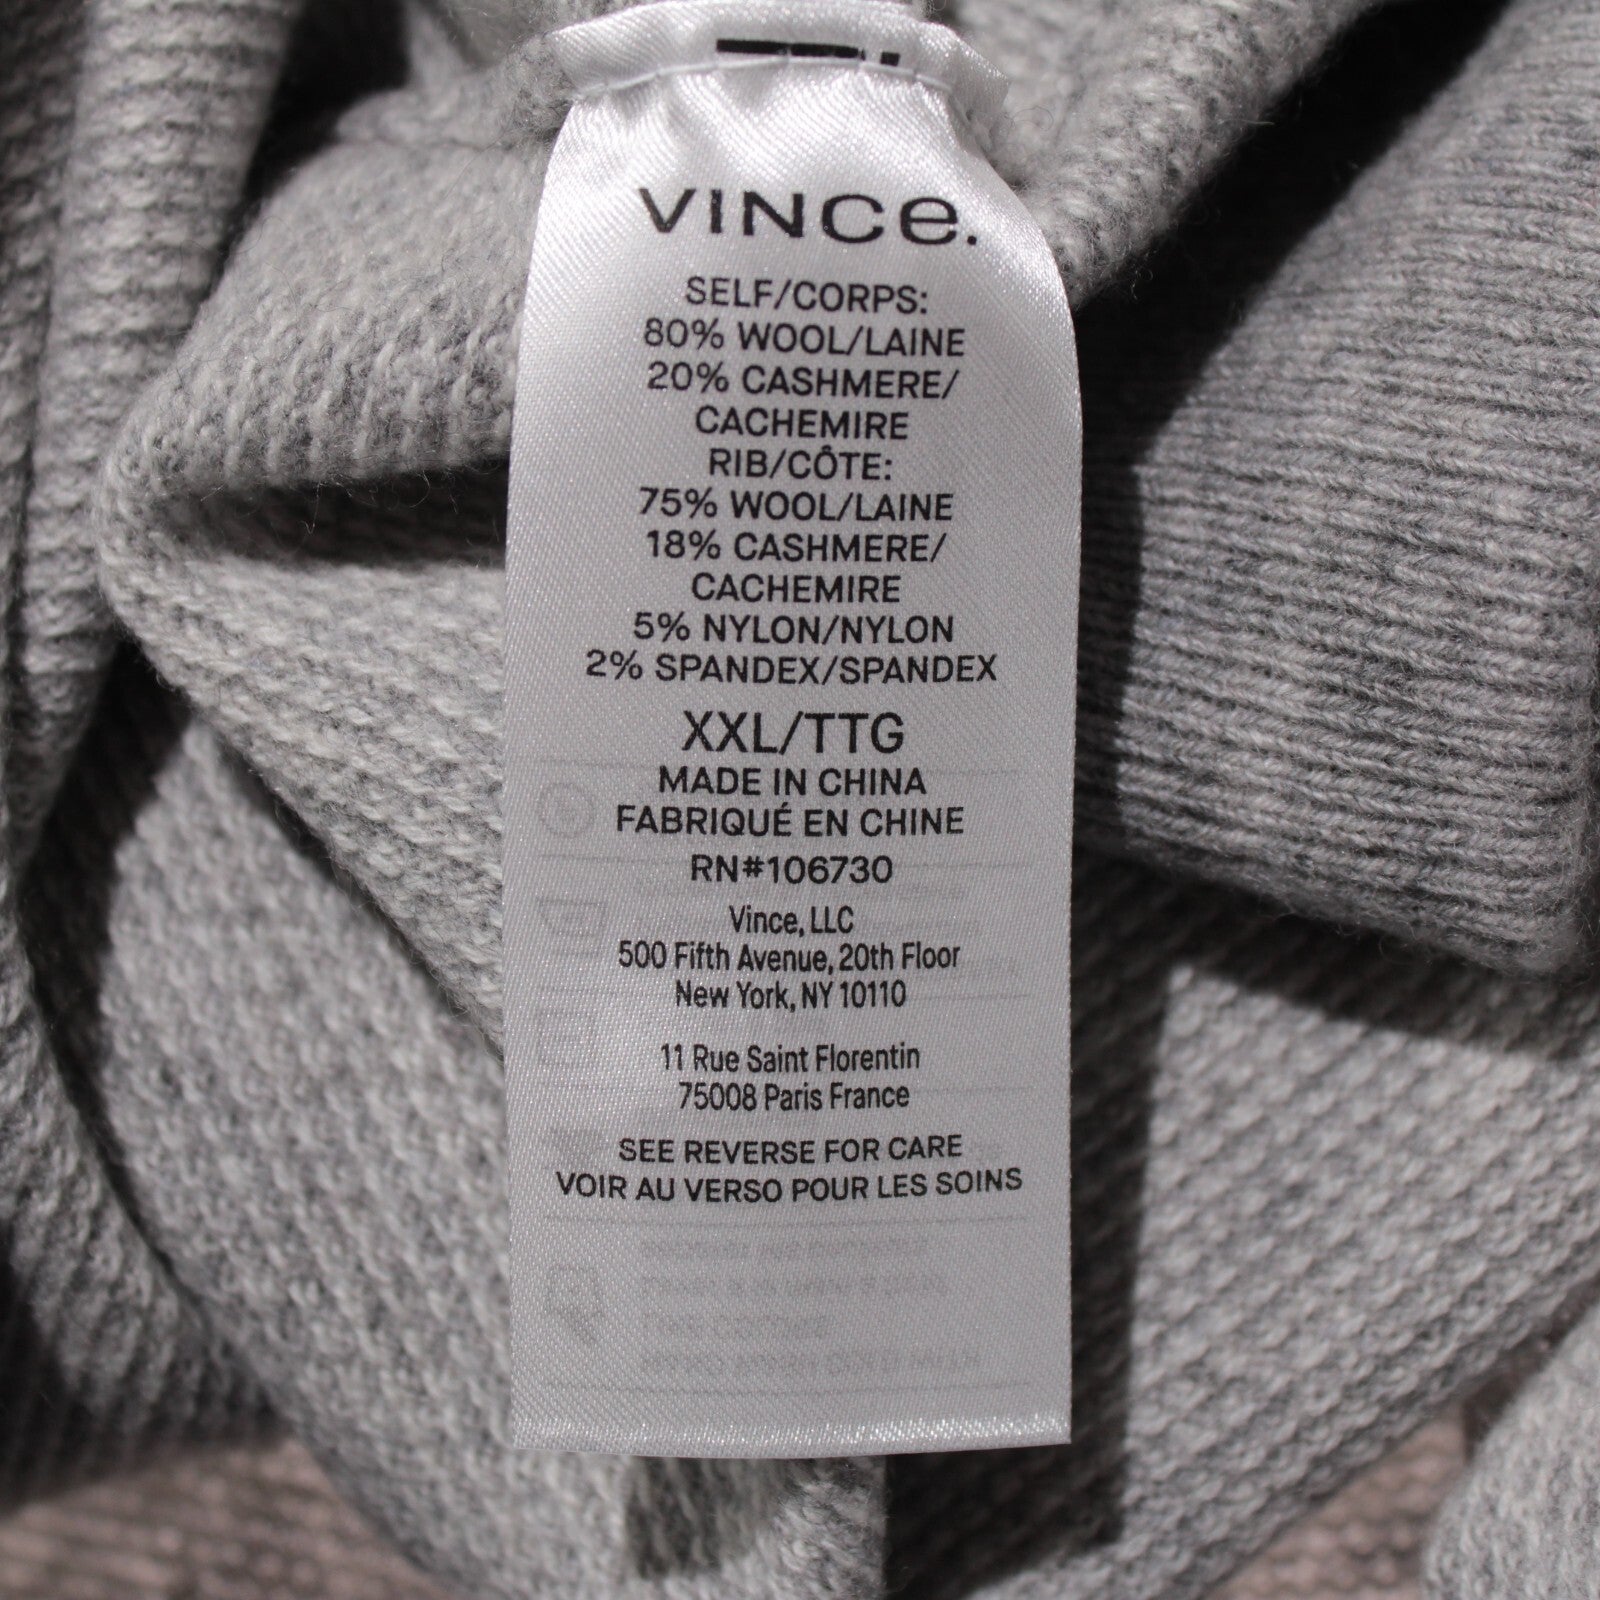 VINCE.
SELF/CORPS:
80% WOOL/LAINE
20% CASHMERE/
CACHEMIRE
RIB/CÔTE:
75% WOOL/LAINE
18% CASHMERE/
CACHEMIRE
5% NYLON/NYLON
2% SPANDEX/SPANDEX
XXL/TTG
MADE IN CHINA
FABRIQUÉ EN CHINE
RN#106730
Vince, LLC
500 Fifth Avenue, 20th Floor
New York, NY 10110
11 Rue Saint Florentin
75008 Paris France
SEE REVERSE FOR CARE
VOIR AU VERSO POUR LES SOINS